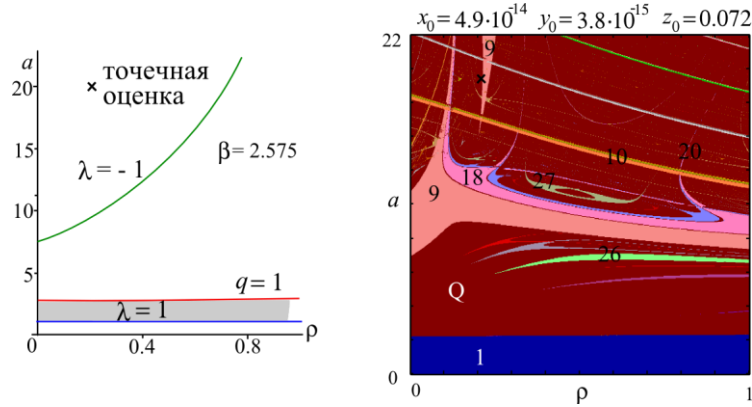 a
20
15
10
5
0
0.4
0.8
ρ
точечная
оценка
β = 2.575
λ = - 1
q = 1
λ = 1
x₀ = 4.9·10⁻¹⁴ y₀ = 3.8·10⁻¹⁵ z₀ = 0.072
22
a
0
0
ρ
1
9
10
20
18
27
9
26
Q
1